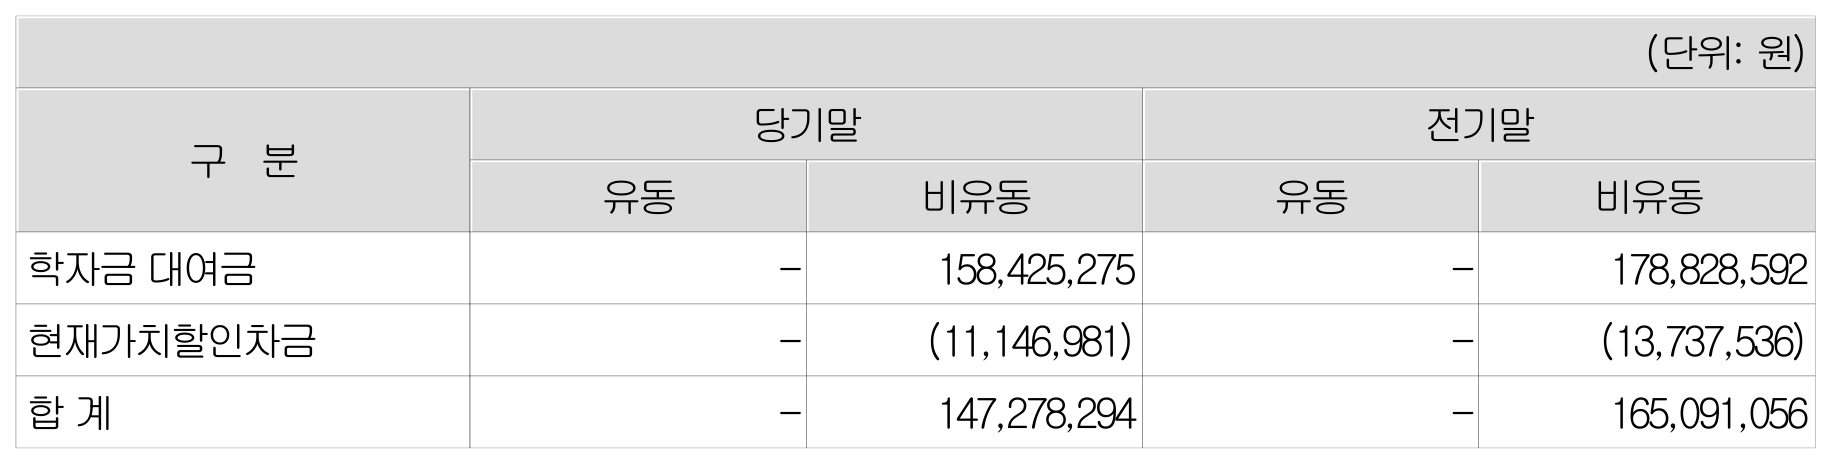 (단위: 원)
구 분 당기말 전기말
유동 비유동 유동 비유동
학자금 대여금 – 158,425,275 – 178,828,592
현재가치할인차금 – (11,146,981) – (13,737,536)
합 계 – 147,278,294 – 165,091,056